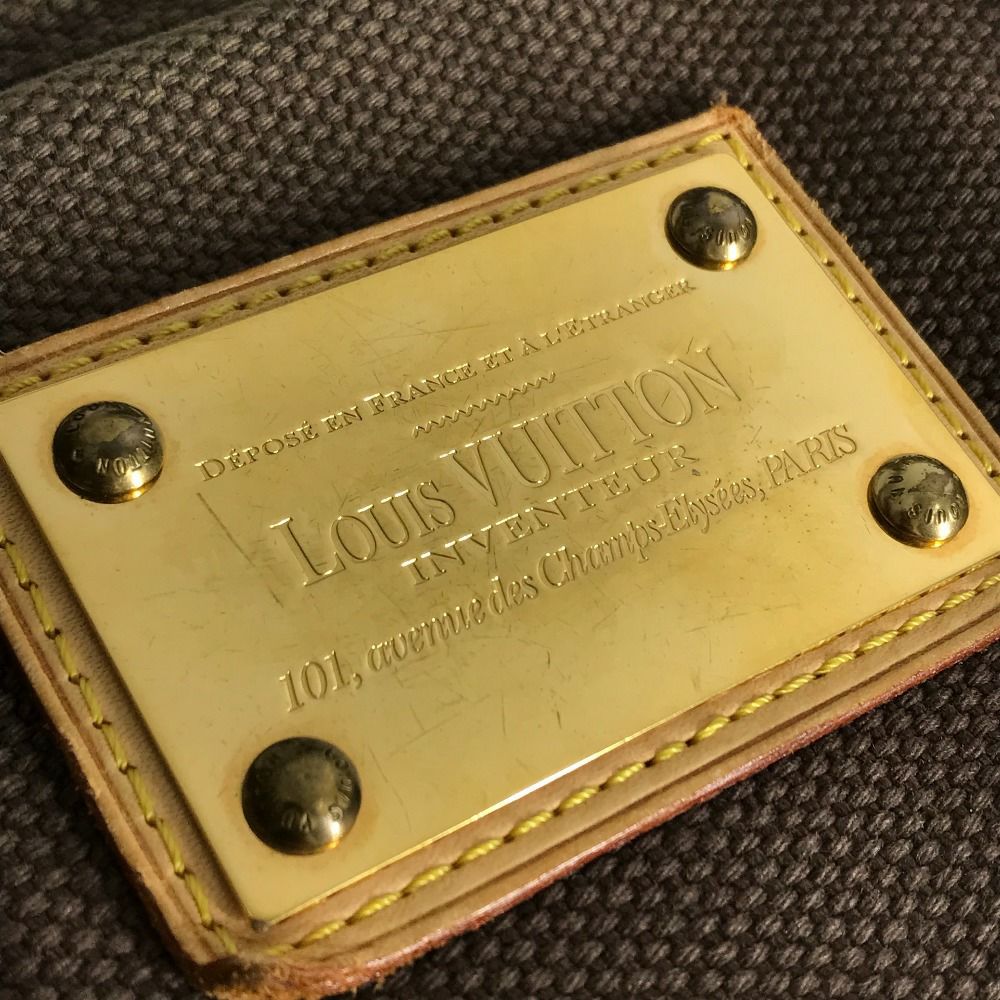 DÉPOSÉ EN FRANCE ET À L'ÉTRANGER
LOUIS VUITTON
INVENTEUR
101, avenue des Champs-Elysées, PARIS